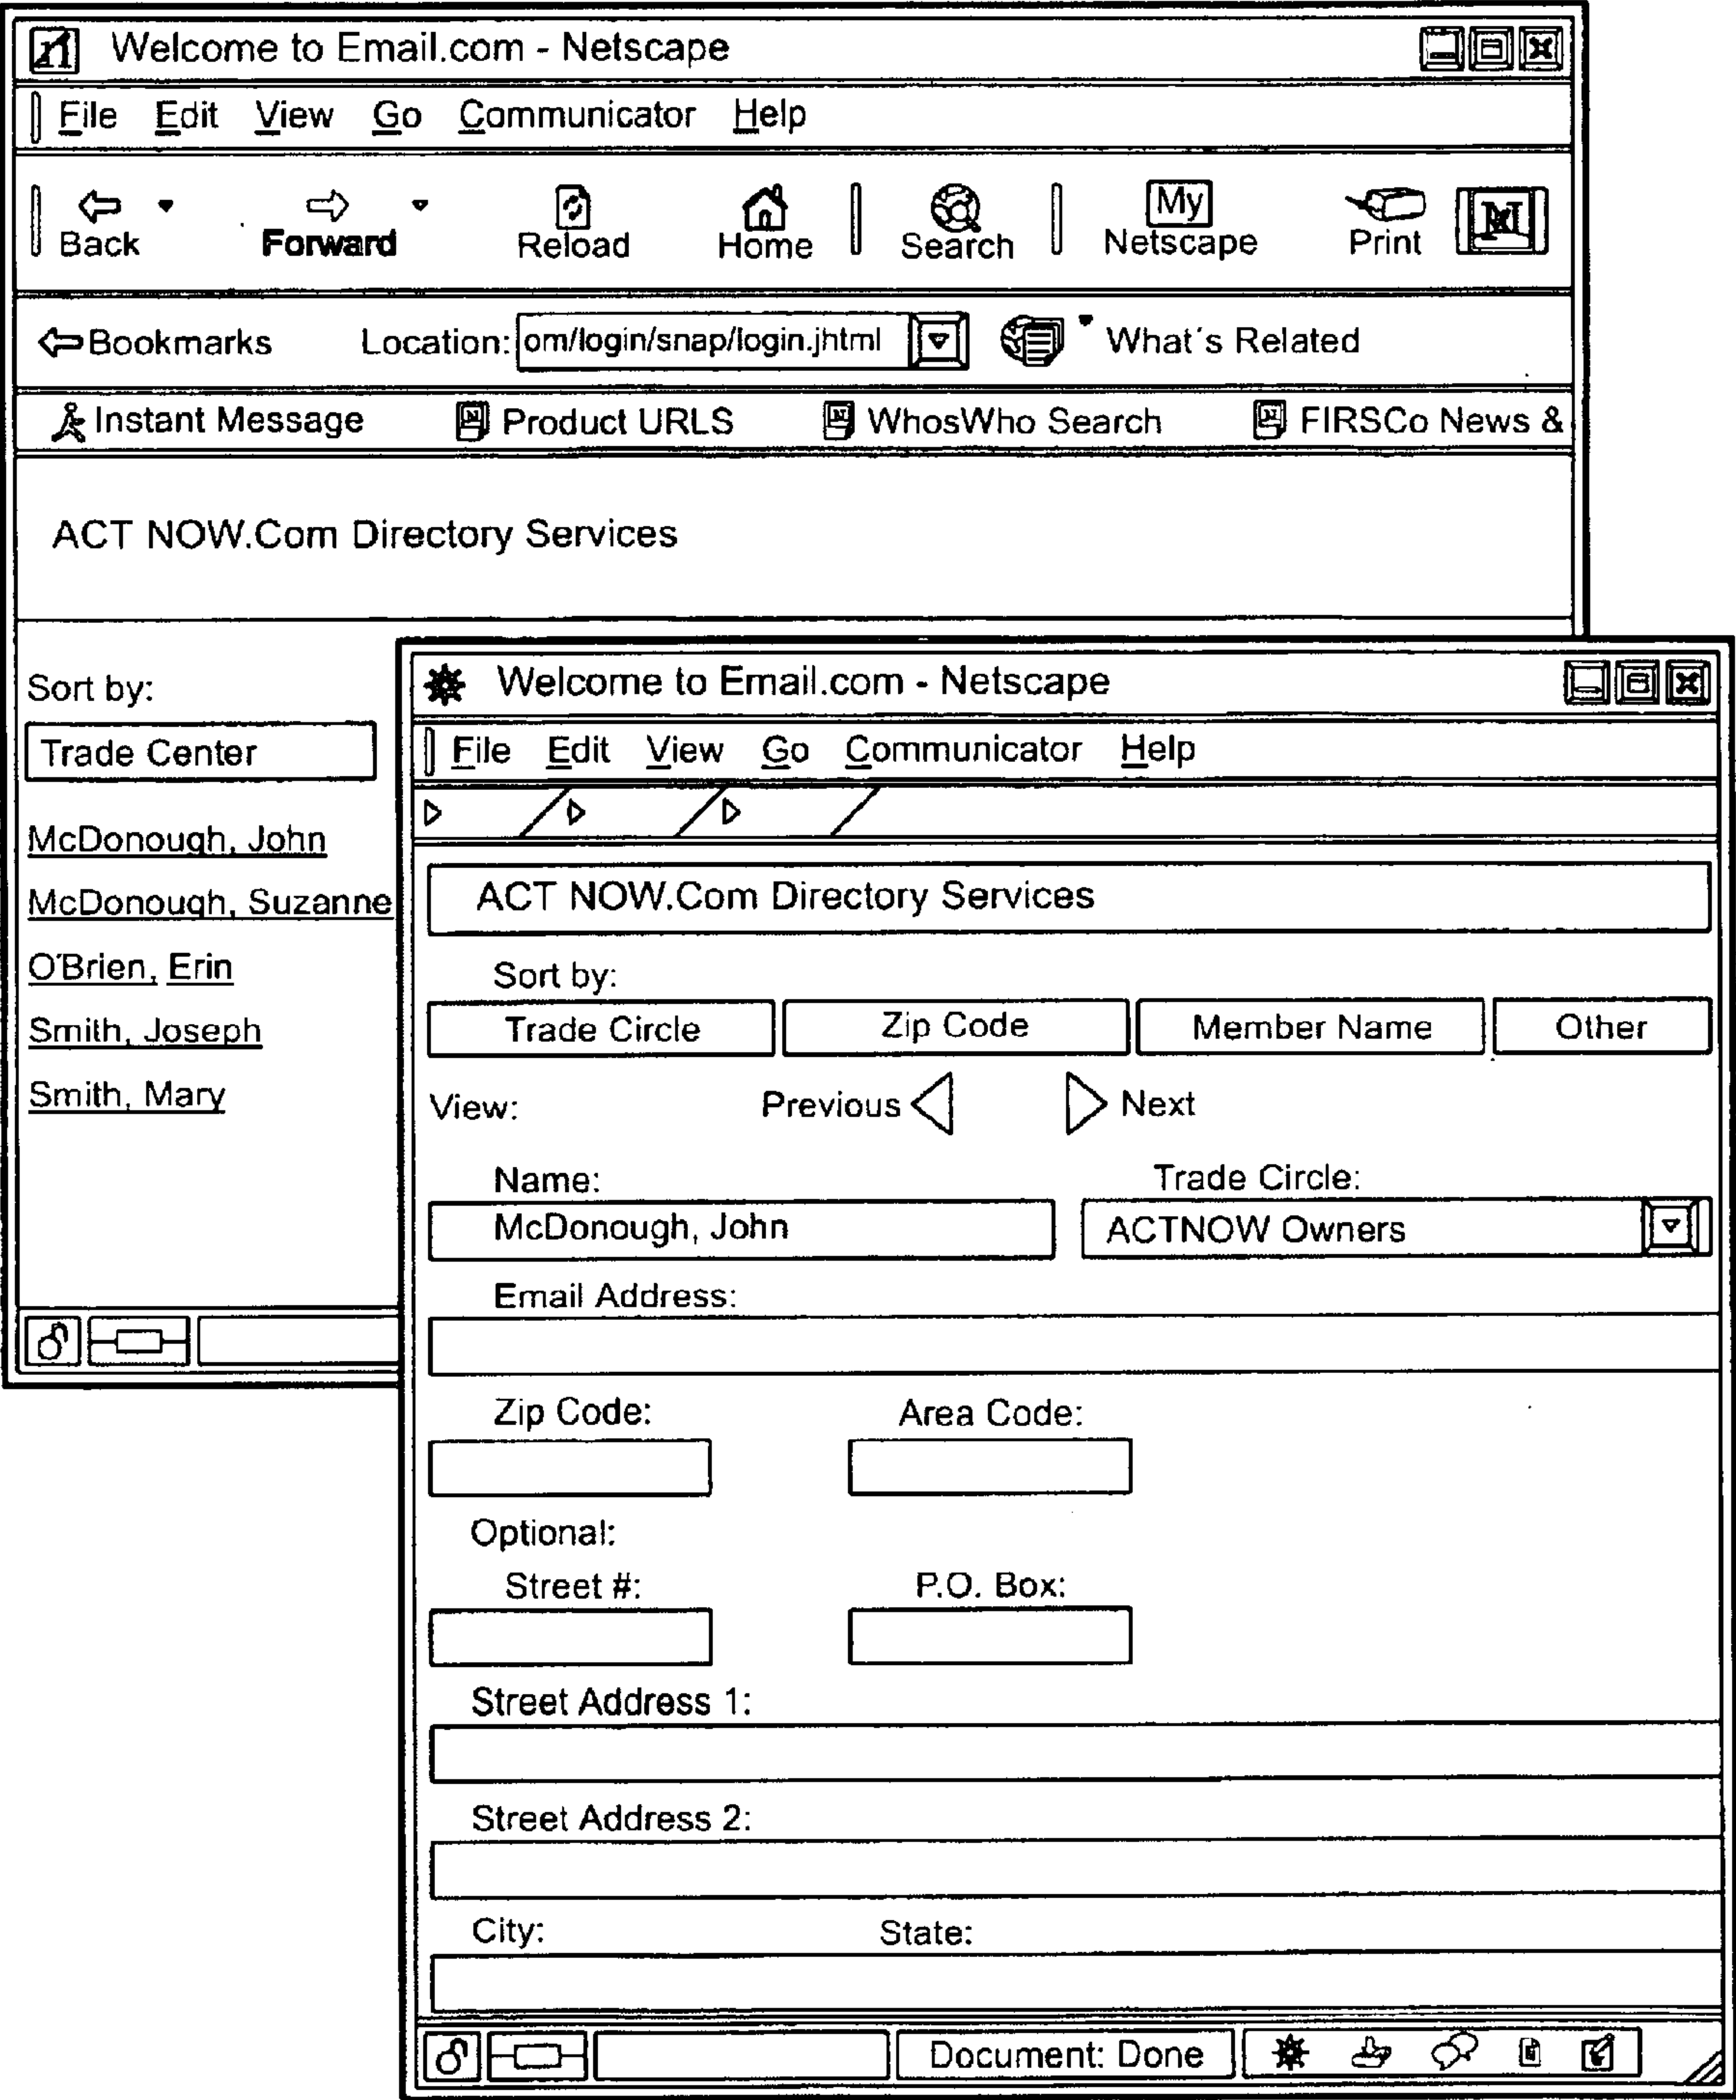 Welcome to Email.com - Netscape
File Edit View Go Communicator Help
My
Back Forward Reload Home Search Netscape Print N
Bookmarks Location: om/login/snap/login.jhtml What's Related
Instant Message Product URLS WhosWho Search FIRSCo News &
ACT NOW.Com Directory Services
Sort by:
Trade Center
McDonough, John
McDonough, Suzanne
O'Brien, Erin
Smith, Joseph
Smith, Mary
Welcome to Email.com - Netscape
File Edit View Go Communicator Help
ACT NOW.Com Directory Services
Sort by:
Trade Circle Zip Code Member Name Other
View: Previous Next
Name: Trade Circle:
McDonough, John ACTNOW Owners
Email Address:
Zip Code: Area Code:
Optional:
Street #: P.O. Box:
Street Address 1:
Street Address 2:
City: State:
Document: Done